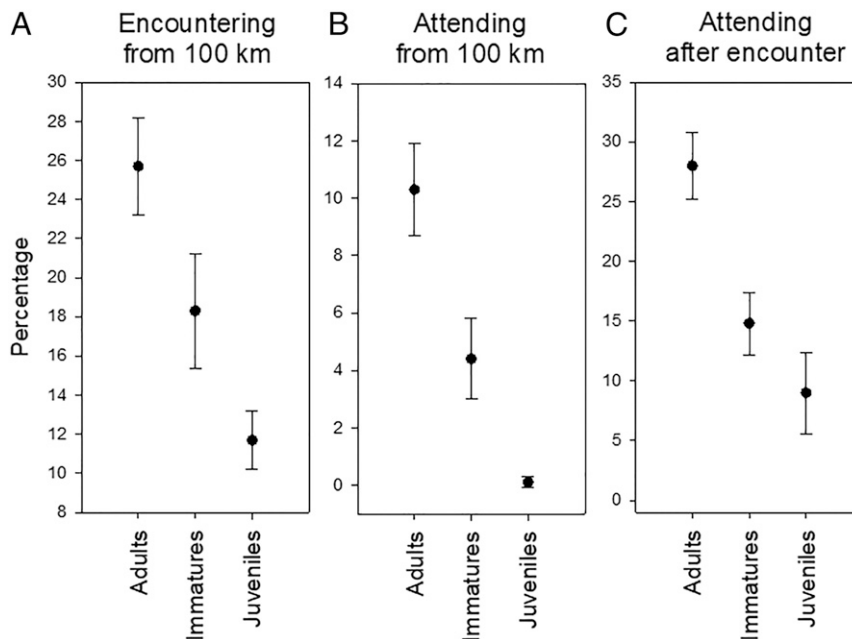 A
Encountering
from 100 km
B
Attending
from 100 km
C
Attending
after encounter
Percentage
30
28
26
24
22
20
18
16
14
12
10
8
14
12
10
8
6
4
2
0
35
30
25
20
15
10
5
0
Adults
Immatures
Juveniles
Adults
Immatures
Juveniles
Adults
Immatures
Juveniles